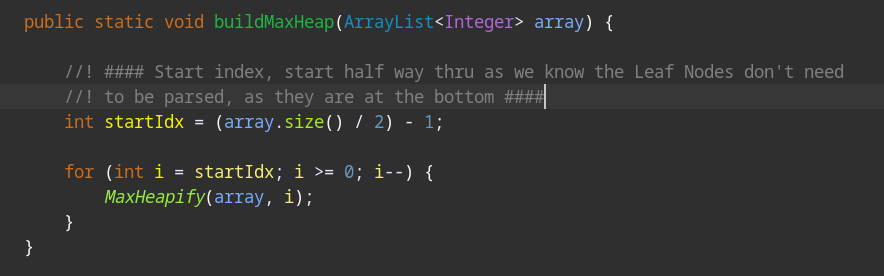 public static void buildMaxHeap(ArrayList<Integer> array) {
//! #### Start index, start half way thru as we know the Leaf Nodes don't need
//! to be parsed, as they are at the bottom ####
int startIdx = (array.size() / 2) - 1;
for (int i = startIdx; i >= 0; i--) {
MaxHeapify(array, i);
}
}